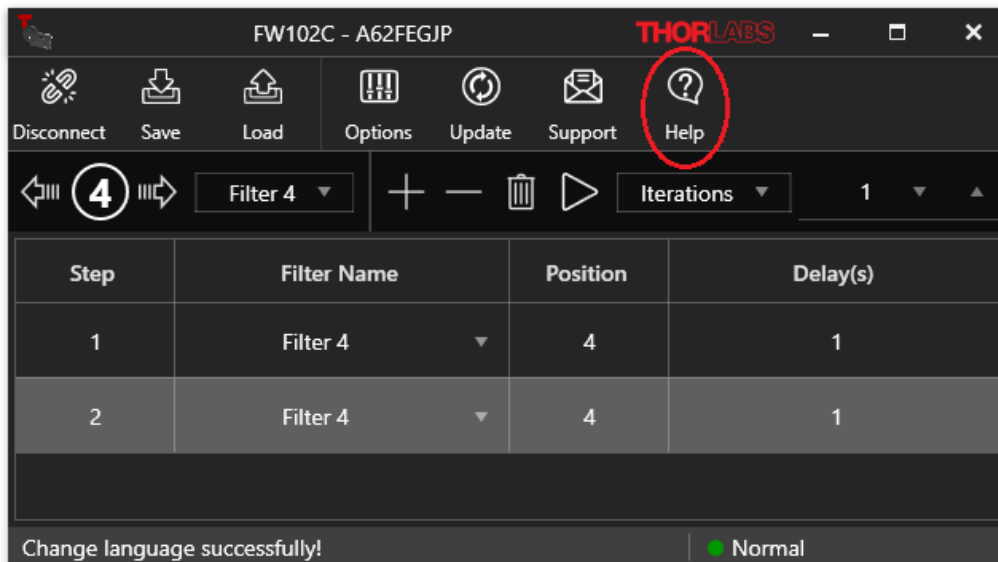 FW102C - A62FEGJP THORLABS
Disconnect Save Load Options Update Support Help
4 Filter 4 Iterations 1
Step Filter Name Position Delay(s)
1 Filter 4 4 1
2 Filter 4 4 1
Change language successfully! Normal